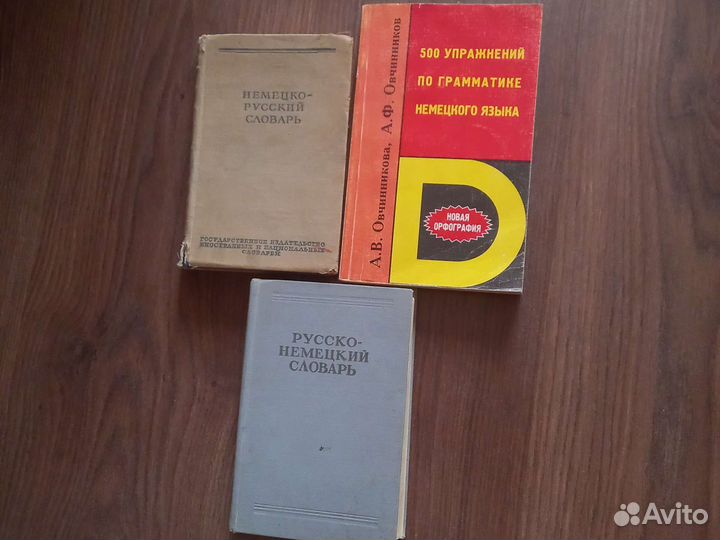 НЕМЕЦКО-
РУССКИЙ
СЛОВАРЬ
ГОСУДАРСТВЕННОЕ ИЗДАТЕЛЬСТВО
ИНОСТРАННЫХ И НАЦИОНАЛЬНЫХ
СЛОВАРЕЙ
А.В. Овчинникова, А.Ф. Овчинников
500 УПРАЖНЕНИЙ
ПО ГРАММАТИКЕ
НЕМЕЦКОГО ЯЗЫКА
D
НОВАЯ
ОРФОГРАФИЯ
РУССКО-
НЕМЕЦКИЙ
СЛОВАРЬ
Avito